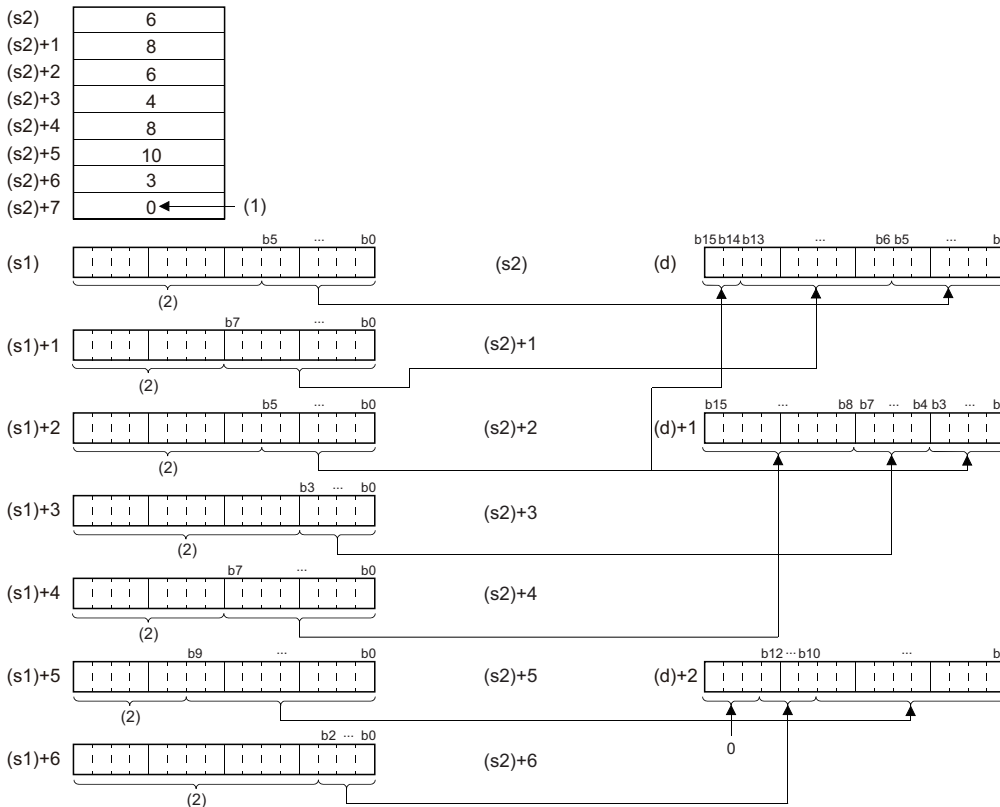 (s2) 6
(s2)+1 8
(s2)+2 6
(s2)+3 4
(s2)+4 8
(s2)+5 10
(s2)+6 3
(s2)+7 0 (1)
b5 ... b0 b15 b14 b13 ... b6 b5 ... b
(s1) (s2) (d)
(2)
b7 ... b0
(s1)+1 (s2)+1
(2)
b5 ... b0 b15 ... b8 b7 ... b4 b3 ... b
(s1)+2 (s2)+2 (d)+1
(2)
b3 ... b0
(s1)+3 (s2)+3
(2)
b7 ... b0
(s1)+4 (s2)+4
(2)
b9 ... b0 b12 ... b10 ... b
(s1)+5 (s2)+5 (d)+2
(2)
b2 ... b0 0
(s1)+6 (s2)+6
(2)